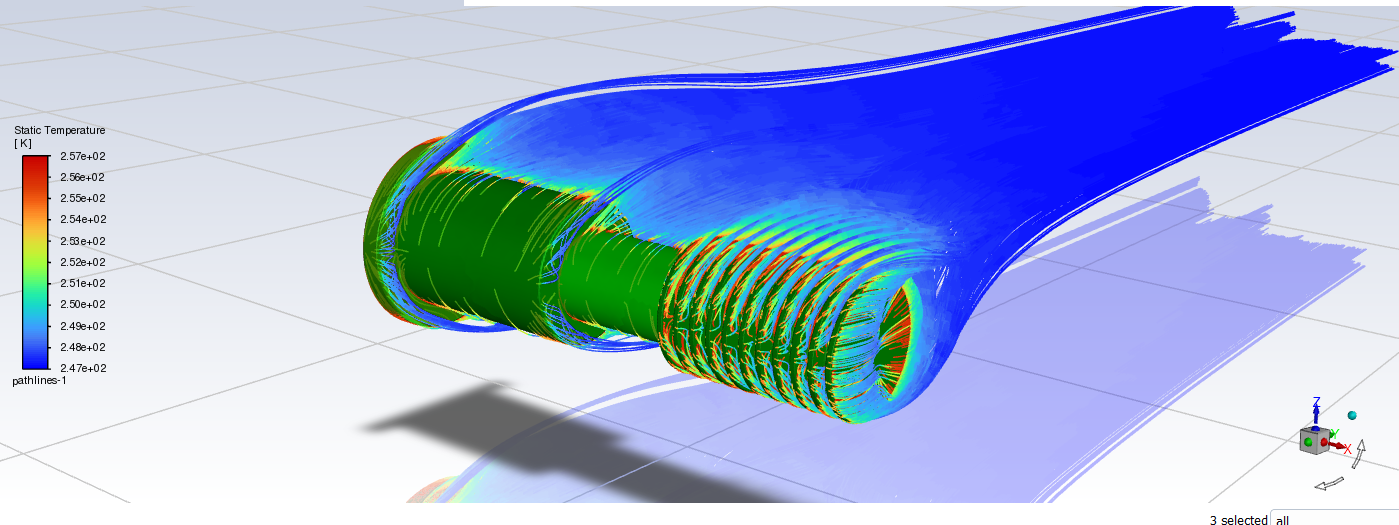 Static Temperature
[ K]
2.57e+02
2.56e+02
2.55e+02
2.54e+02
2.53e+02
2.52e+02
2.51e+02
2.50e+02
2.49e+02
2.48e+02
2.47e+02
pathlines-1
Z
Y
X
3 selected all